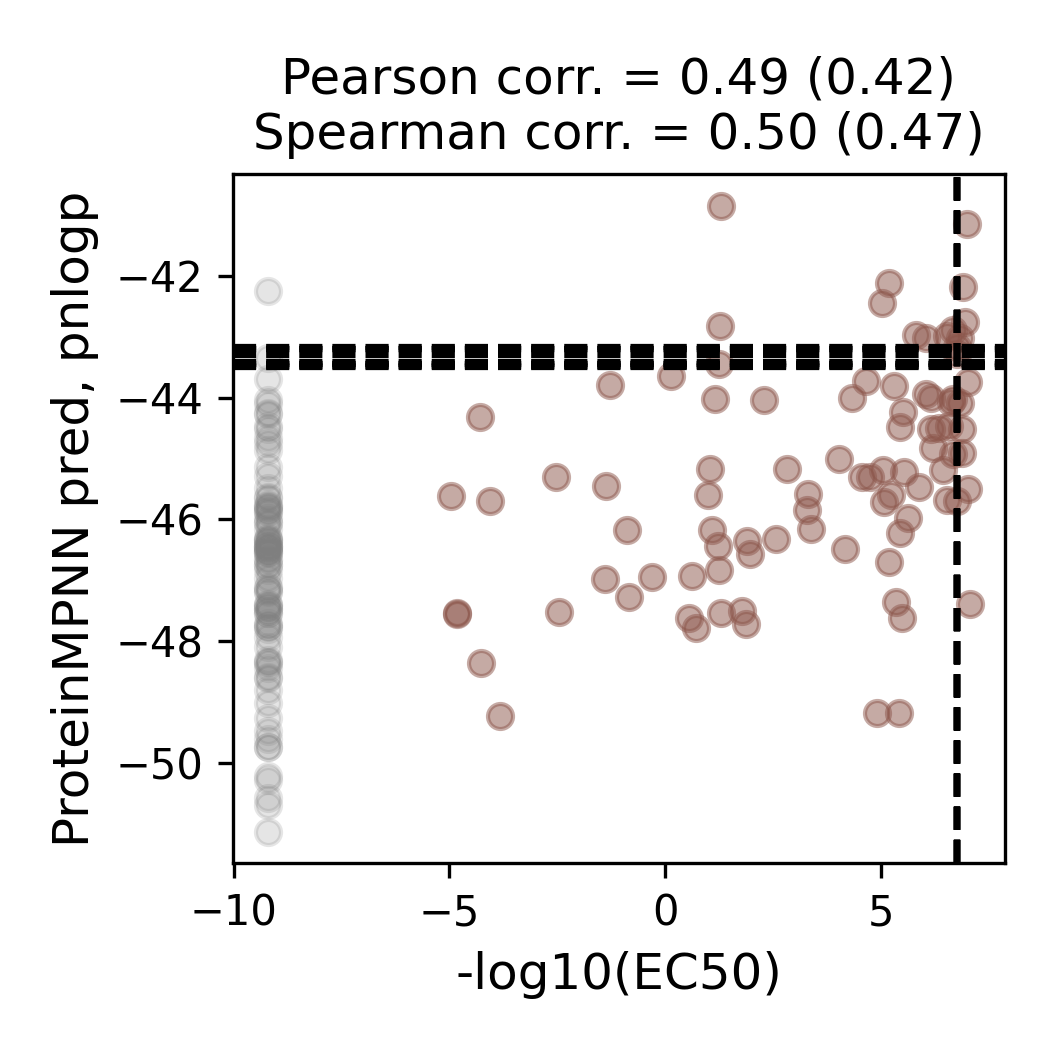 Pearson corr. = 0.49 (0.42)
Spearman corr. = 0.50 (0.47)
ProteinMPNN pred, pnlogp
−42
−44
−46
−48
−50
−10
−5
0
5
-log10(EC50)